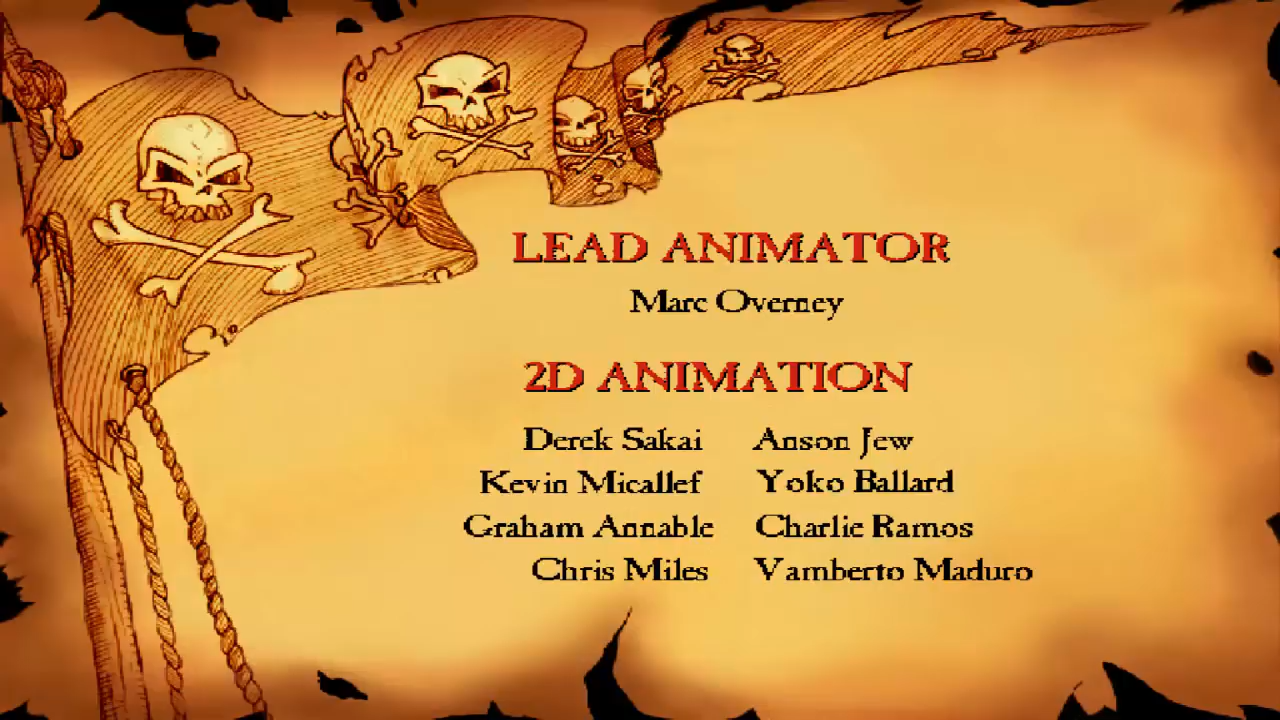 LEAD ANIMATOR
Marc Overney
2D ANIMATION
Derek Sakai Anson Jew
Kevin Micallef Yoko Ballard
Graham Annable Charlie Ramos
Chris Miles Vamberto Maduro